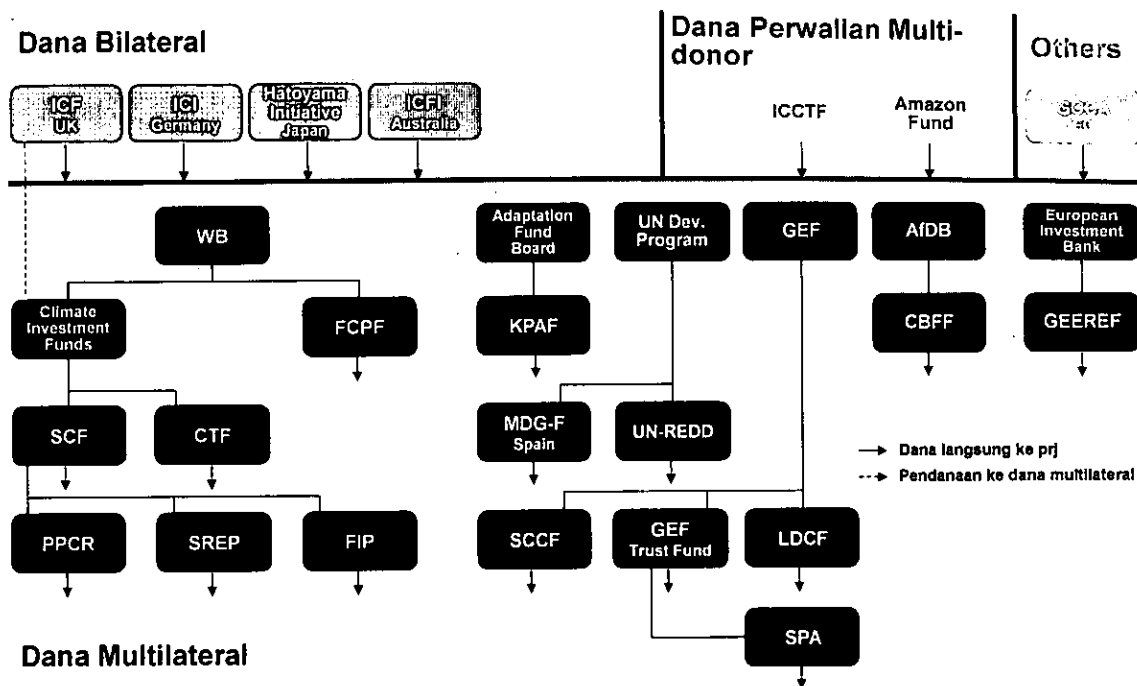 Dana Bilateral
Dana Perwalian Multi-
donor
Others
ICF
UK
ICI
Germany
Hatoyama
Initiative
Japan
ICFI
Australia
ICCTF
Amazon
Fund
WB
Adaptation
Fund
Board
UN Dev.
Program
GEF
AfDB
European
Investment
Bank
Climate
Investment
Funds
FCPF
KPAF
CBFF
GEEREF
SCF
CTF
MDG-F
Spain
UN-REDD
Dana langsung ke prj
Pendanaan ke dana multilateral
PPCR
SREP
FIP
SCCF
GEF
Trust Fund
LDCF
SPA
Dana Multilateral